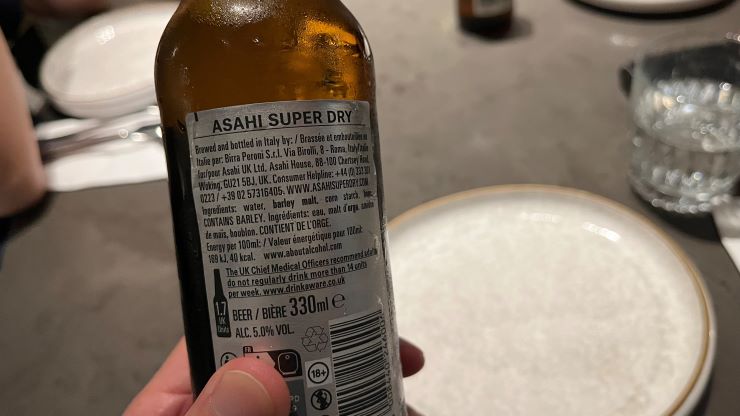 ASAHI SUPER DRY
Brewed and bottled in Italy by: / Brassée et embouteillée en
Italie par: Birra Peroni S.r.l. Via Birolli, 8 - Roma, Italy/Italie
for/pour Asahi UK Ltd, Asahi House, 88-100 Chertsey Road,
Woking, GU21 5BJ, UK. Consumer Helpline: +44 (0)
0223 / +39 02 57316405. WWW.ASAHISUPERDRY.COM
Ingredients: water, barley malt, corn starch,
CONTAINS BARLEY. Ingrédients: eau, malt d'orge, amidon
de maïs, houblon. CONTIENT DE L'ORGE.
Energy per 100ml: / Valeur énergétique pour 100ml:
169 kJ, 40 kcal. www.aboutalcohol.com
The UK Chief Medical Officers recommend adults
do not regularly drink more than 14 units
per week. www.drinkaware.co.uk
1.7
UK
Units
BEER / BIÈRE 330ml e
ALC. 5.0% VOL.
FR
18+